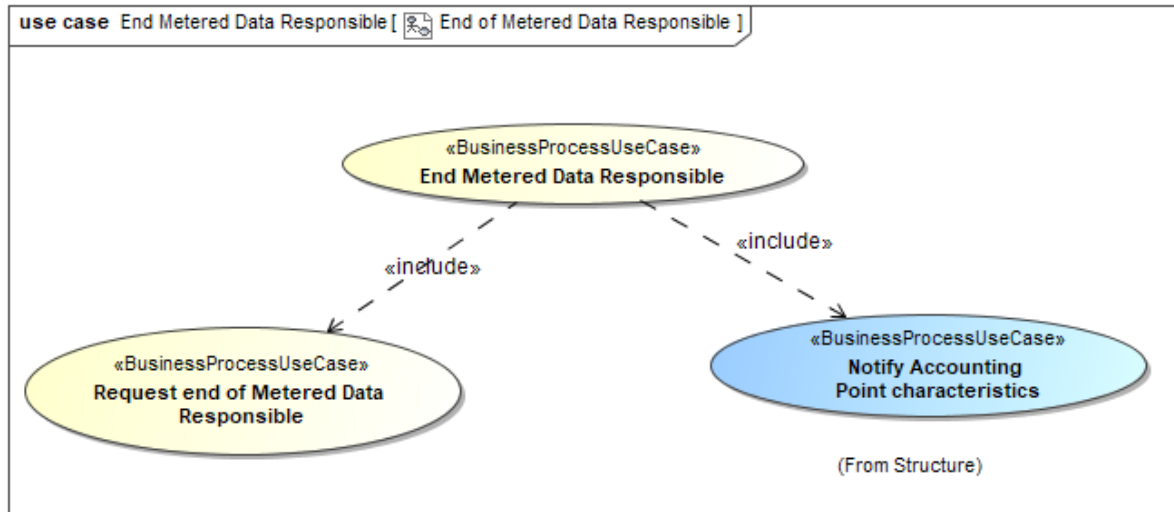 use case End Metered Data Responsible [ End of Metered Data Responsible ]
«BusinessProcessUseCase»
End Metered Data Responsible
«include»
«include»
«BusinessProcessUseCase»
Request end of Metered Data
Responsible
«BusinessProcessUseCase»
Notify Accounting
Point characteristics
(From Structure)